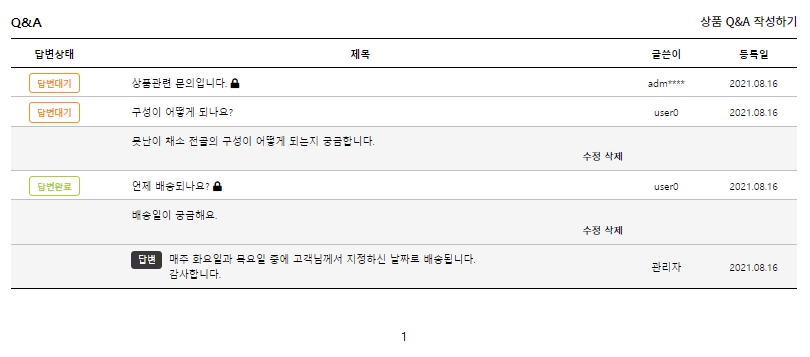 Q&A 상품 Q&A 작성하기
답변상태 제목 글쓴이 등록일
답변대기 상품관련 문의입니다. adm**** 2021.08.16
답변대기 구성이 어떻게 되나요? user0 2021.08.16
못난이 채소 전골의 구성이 어떻게 되는지 궁금합니다.
수정 삭제
답변완료 언제 배송되나요? user0 2021.08.16
배송일이 궁금해요.
수정 삭제
답변 매주 화요일과 목요일 중에 고객님께서 지정하신 날짜로 배송됩니다.
감사합니다. 관리자 2021.08.16
1